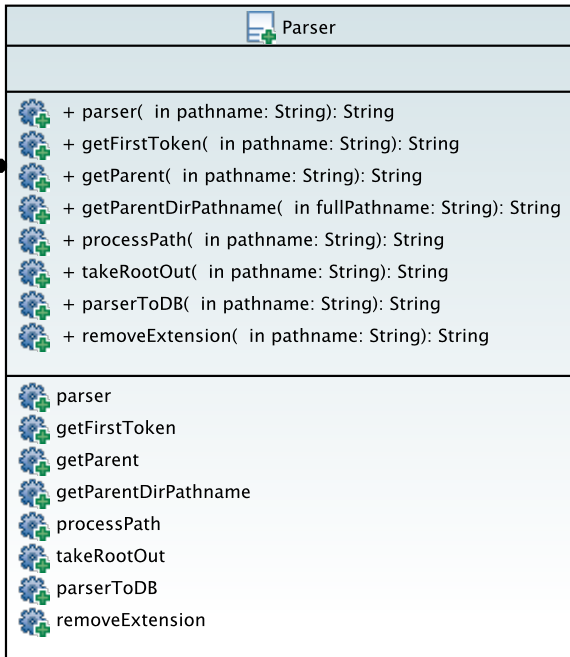 Parser
+ parser( in pathname: String): String
+ getFirstToken( in pathname: String): String
+ getParent( in pathname: String): String
+ getParentDirPathname( in fullPathname: String): String
+ processPath( in pathname: String): String
+ takeRootOut( in pathname: String): String
+ parserToDB( in pathname: String): String
+ removeExtension( in pathname: String): String
parser
getFirstToken
getParent
getParentDirPathname
processPath
takeRootOut
parserToDB
removeExtension